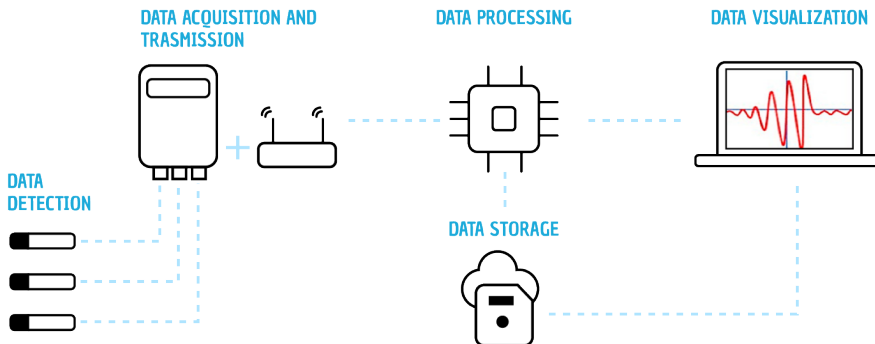 DATA ACQUISITION AND
TRASMISSION
DATA PROCESSING
DATA VISUALIZATION
DATA
DETECTION
DATA STORAGE